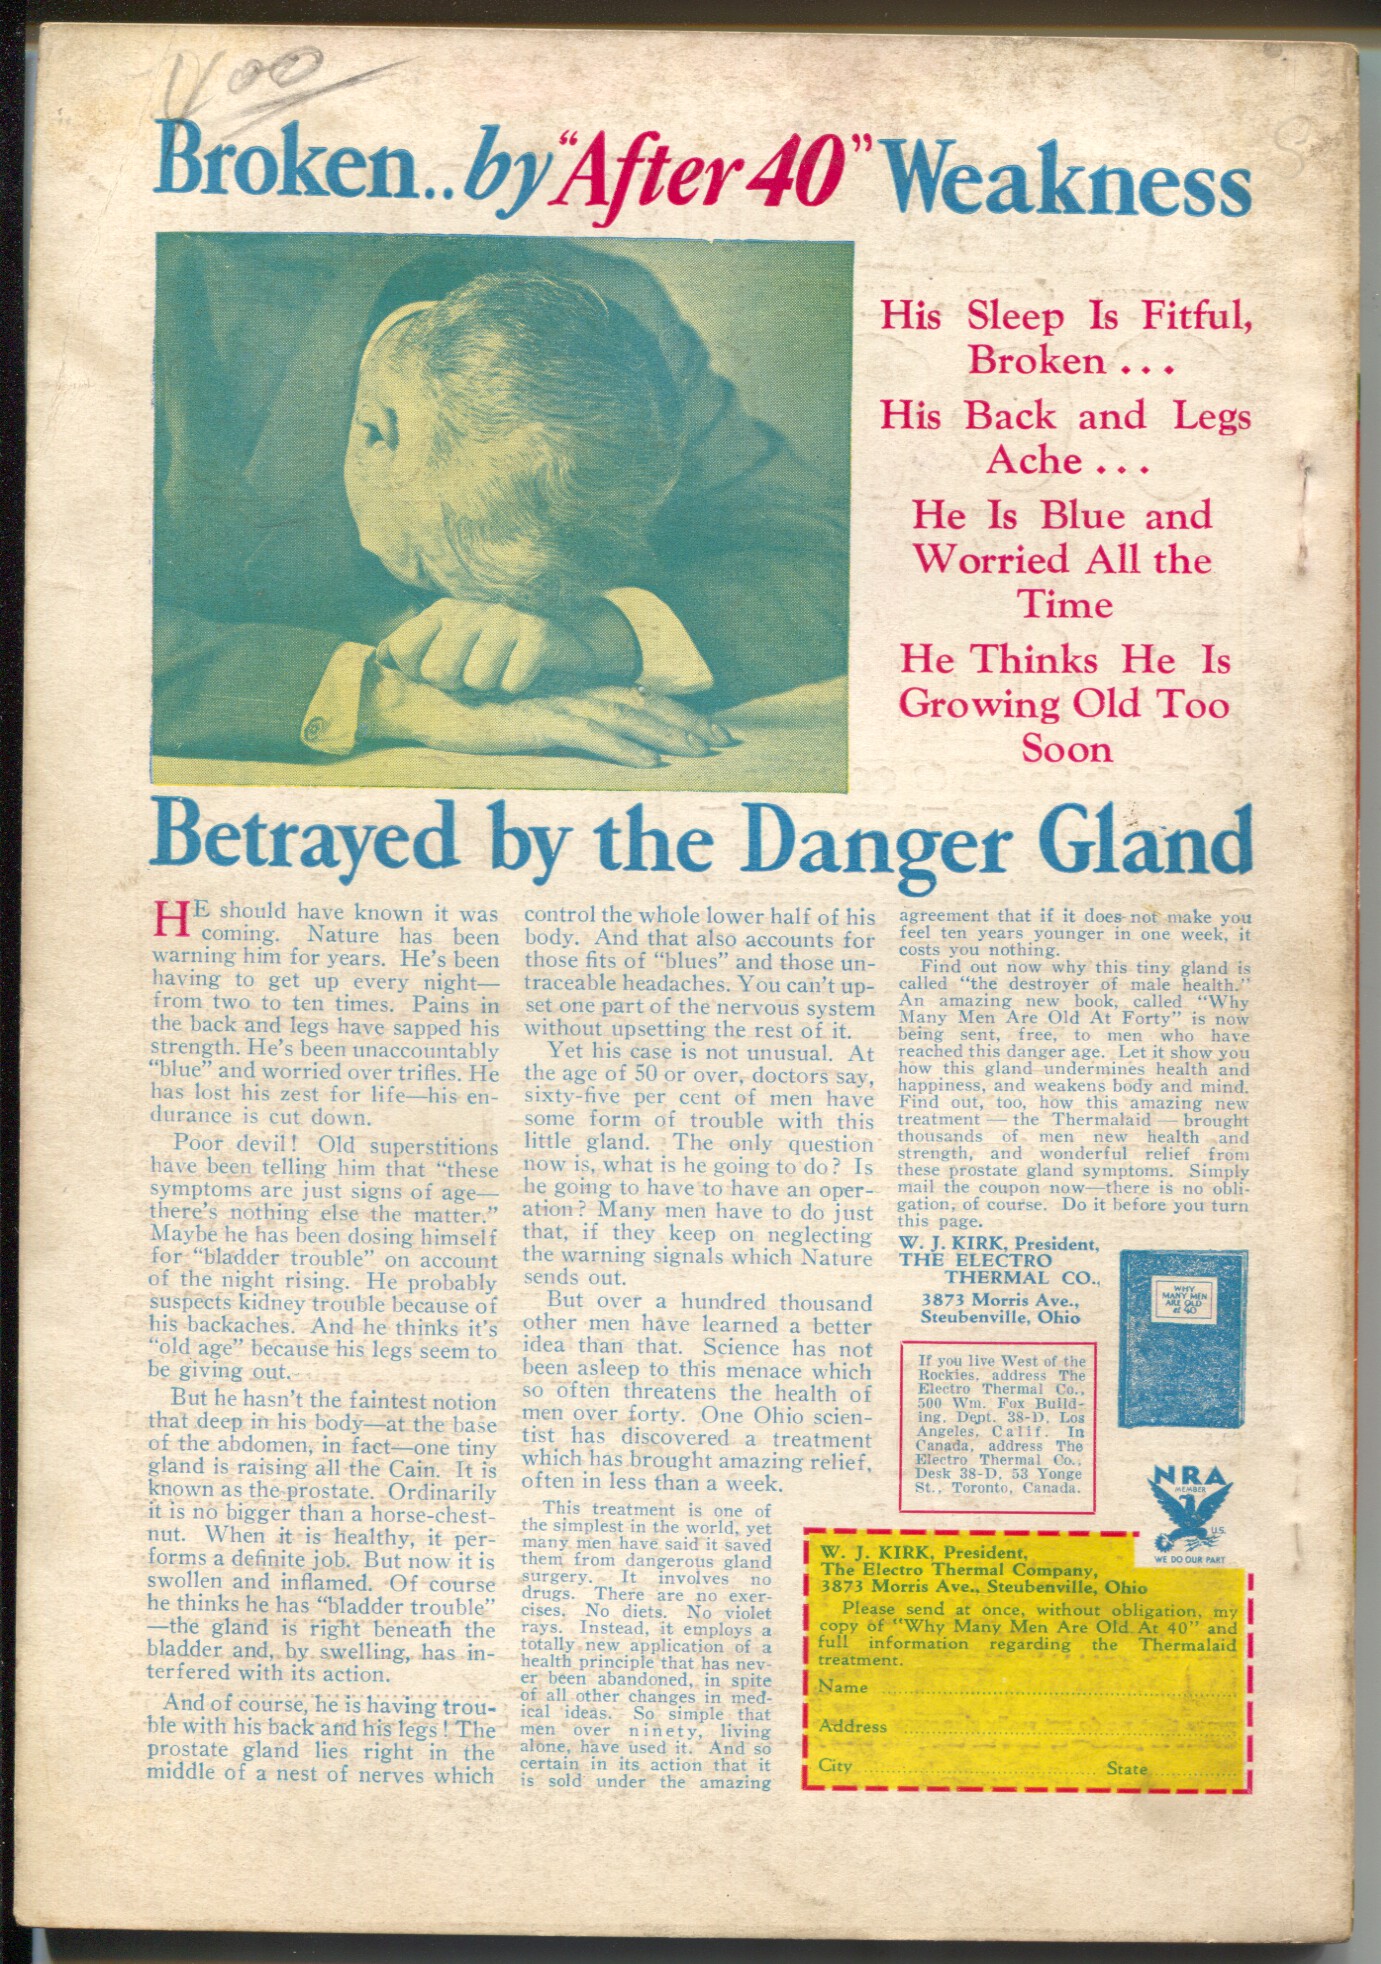 1/00
Broken..by "After 40" Weakness
His Sleep Is Fitful,
Broken . . .
His Back and Legs
Ache . . .
He Is Blue and
Worried All the
Time
He Thinks He Is
Growing Old Too
Soon
Betrayed by the Danger Gland
HE should have known it was
coming. Nature has been
warning him for years. He's been
having to get up every night—
from two to ten times. Pains in
the back and legs have sapped his
strength. He's been unaccountably
"blue" and worried over trifles. He
has lost his zest for life—his en-
durance is cut down.
Poor devil! Old superstitions
have been telling him that "these
symptoms are just signs of age—
there's nothing else the matter."
Maybe he has been dosing himself
for "bladder trouble" on account
of the night rising. He probably
suspects kidney trouble because of
his backaches. And he thinks it's
"old age" because his legs seem to
be giving out.
But he hasn't the faintest notion
that deep in his body—at the base
of the abdomen, in fact—one tiny
gland is raising all the Cain. It is
known as the prostate. Ordinarily
it is no bigger than a horse-chest-
nut. When it is healthy, it per-
forms a definite job. But now it is
swollen and inflamed. Of course
he thinks he has "bladder trouble"
—the gland is right beneath the
bladder and, by swelling, has in-
terfered with its action.
And of course, he is having trou-
ble with his back and his legs! The
prostate gland lies right in the
middle of a nest of nerves which
control the whole lower half of his
body. And that also accounts for
those fits of "blues" and those un-
traceable headaches. You can't up-
set one part of the nervous system
without upsetting the rest of it.
Yet his case is not unusual. At
the age of 50 or over, doctors say,
sixty-five per cent of men have
some form of trouble with this
little gland. The only question
now is, what is he going to do? Is
he going to have to have an oper-
ation? Many men have to do just
that, if they keep on neglecting
the warning signals which Nature
sends out.
But over a hundred thousand
other men have learned a better
idea than that. Science has not
been asleep to this menace which
so often threatens the health of
men over forty. One Ohio scien-
tist has discovered a treatment
which has brought amazing relief,
often in less than a week.
This treatment is one of
the simplest in the world, yet
many men have said it saved
them from dangerous gland
surgery. It involves no
drugs. There are no exer-
cises. No diets. No violet
rays. Instead, it employs a
totally new application of a
health principle that has nev-
er been abandoned, in spite
of all other changes in med-
ical ideas. So simple that
men over ninety, living
alone, have used it. And so
certain in its action that it
is sold under the amazing
agreement that if it does not make you
feel ten years younger in one week, it
costs you nothing.
Find out now why this tiny gland is
called "the destroyer of male health."
An amazing new book, called "Why
Many Men Are Old At Forty" is now
being sent, free, to men who have
reached this danger age. Let it show you
how this gland undermines health and
happiness, and weakens body and mind.
Find out, too, how this amazing new
treatment — the Thermalaid — brought
thousands of men new health and
strength, and wonderful relief from
these prostate gland symptoms. Simply
mail the coupon now—there is no obli-
gation, of course. Do it before you turn
this page.
W. J. KIRK, President,
THE ELECTRO
THERMAL CO.,
3873 Morris Ave.,
Steubenville, Ohio
WHY
MANY MEN
ARE OLD
at 40
If you live West of the
Rockies, address The
Electro Thermal Co.,
500 Wm. Fox Build-
ing, Dept. 38-D, Los
Angeles, Calif. In
Canada, address The
Electro Thermal Co.,
Desk 38-D, 53 Yonge
St., Toronto, Canada.
NRA
MEMBER
U.S.
WE DO OUR PART
W. J. KIRK, President,
The Electro Thermal Company,
3873 Morris Ave., Steubenville, Ohio
Please send at once, without obligation, my
copy of "Why Many Men Are Old At 40" and
full information regarding the Thermalaid
treatment.
Name
Address
City State